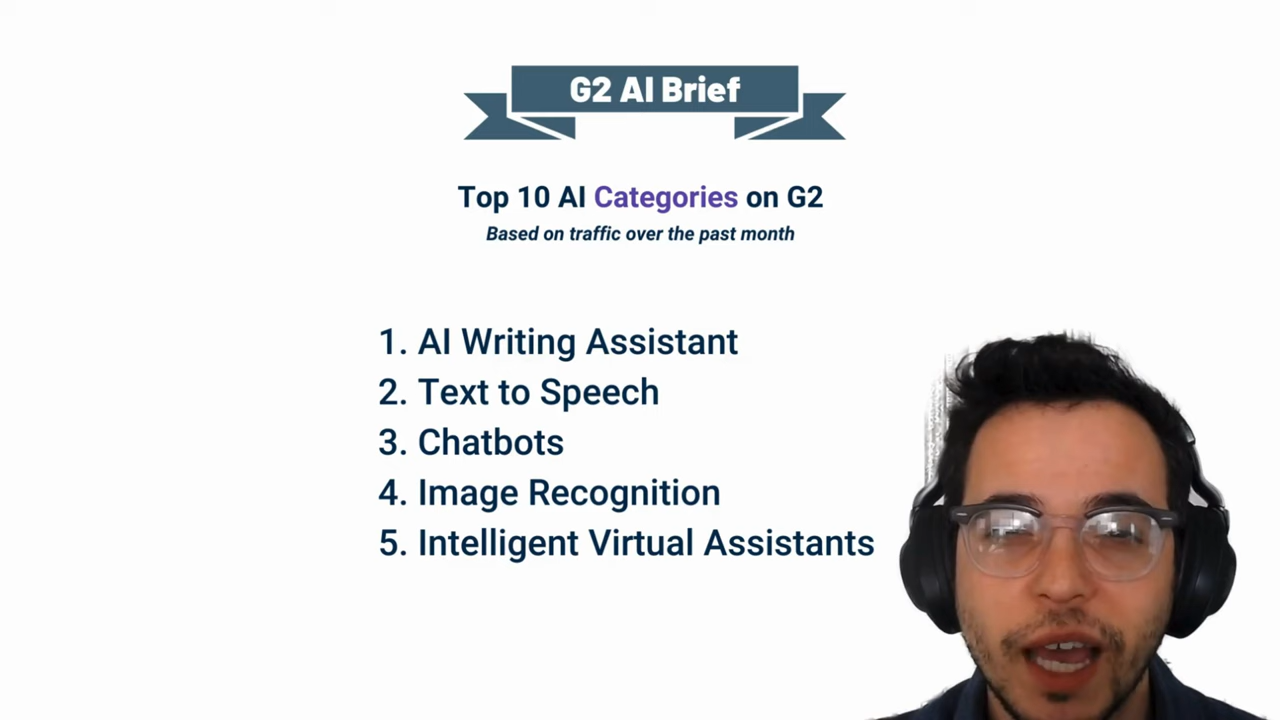 G2 AI Brief
Top 10 AI Categories on G2
Based on traffic over the past month
1. AI Writing Assistant
2. Text to Speech
3. Chatbots
4. Image Recognition
5. Intelligent Virtual Assistants